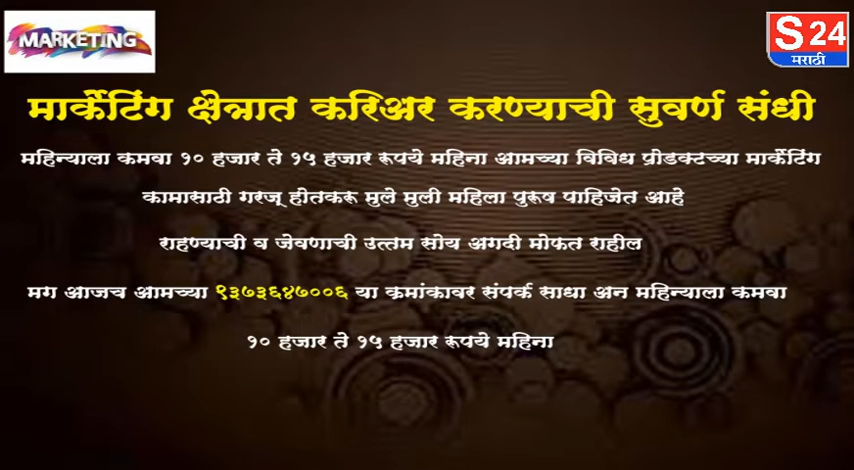 MARKETING
S 24
मराठी
मार्केटिंग क्षेत्रात करिअर करण्याची सुवर्ण संधी
महिन्याला कमवा १० हजार ते १५ हजार रूपये महिना आमच्या विविध प्रोडक्टच्या मार्केटिंग
कामासाठी गरजू होतकरू मुले मुली महिला पुरूष पाहिजेत आहे
राहण्याची व जेवणाची उत्तम सोय अगदी मोफत राहील
मग आजच आमच्या ९३७३६४७००६ या कमांकावर संपर्क साधा अन महिन्याला कमवा
१० हजार ते १५ हजार रूपये महिना